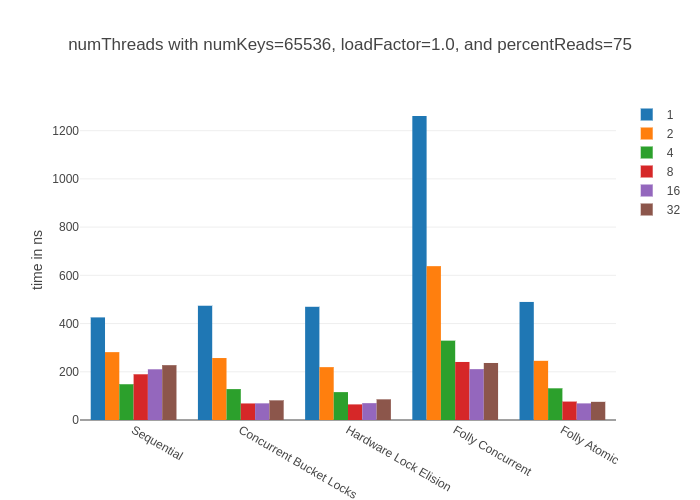 numThreads with numKeys=65536, loadFactor=1.0, and percentReads=75
1
2
4
8
16
32
time in ns
1200
1000
800
600
400
200
0
Sequential
Concurrent Bucket Locks
Hardware Lock Elision
Folly Concurrent
Folly Atomic